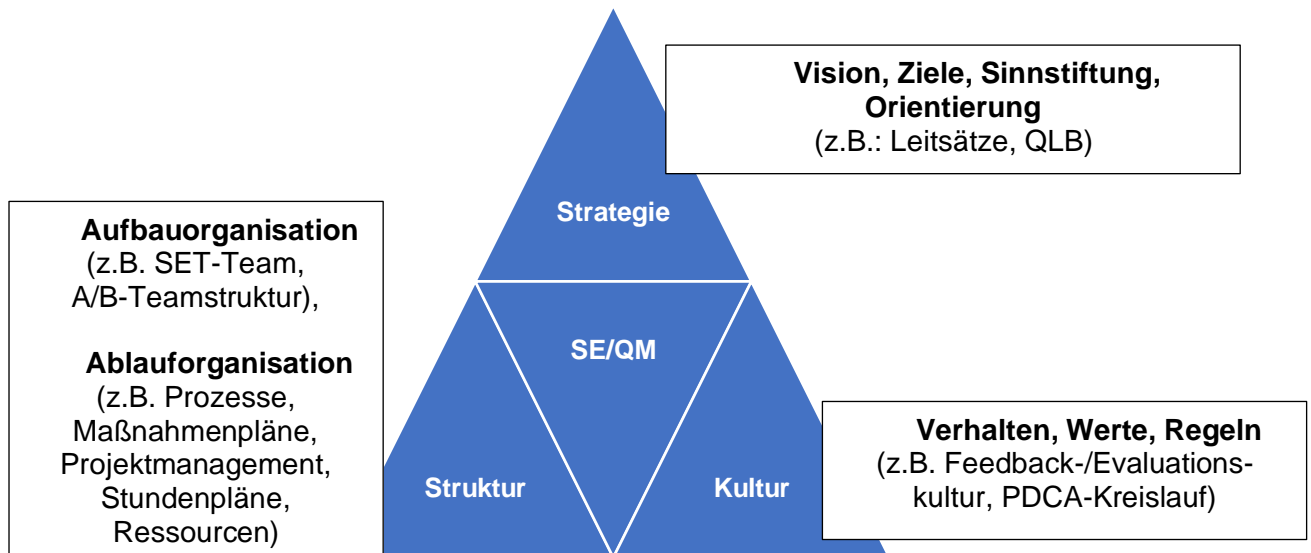 Vision, Ziele, Sinnstiftung,
Orientierung
(z.B.: Leitsätze, QLB)
Strategie
Aufbauorganisation
(z.B. SET-Team,
A/B-Teamstruktur),
Ablauforganisation
(z.B. Prozesse,
Maßnahmenpläne,
Projektmanagement,
Stundenpläne,
Ressourcen)
SE/QM
Struktur
Kultur
Verhalten, Werte, Regeln
(z.B. Feedback-/Evaluations-
kultur, PDCA-Kreislauf)